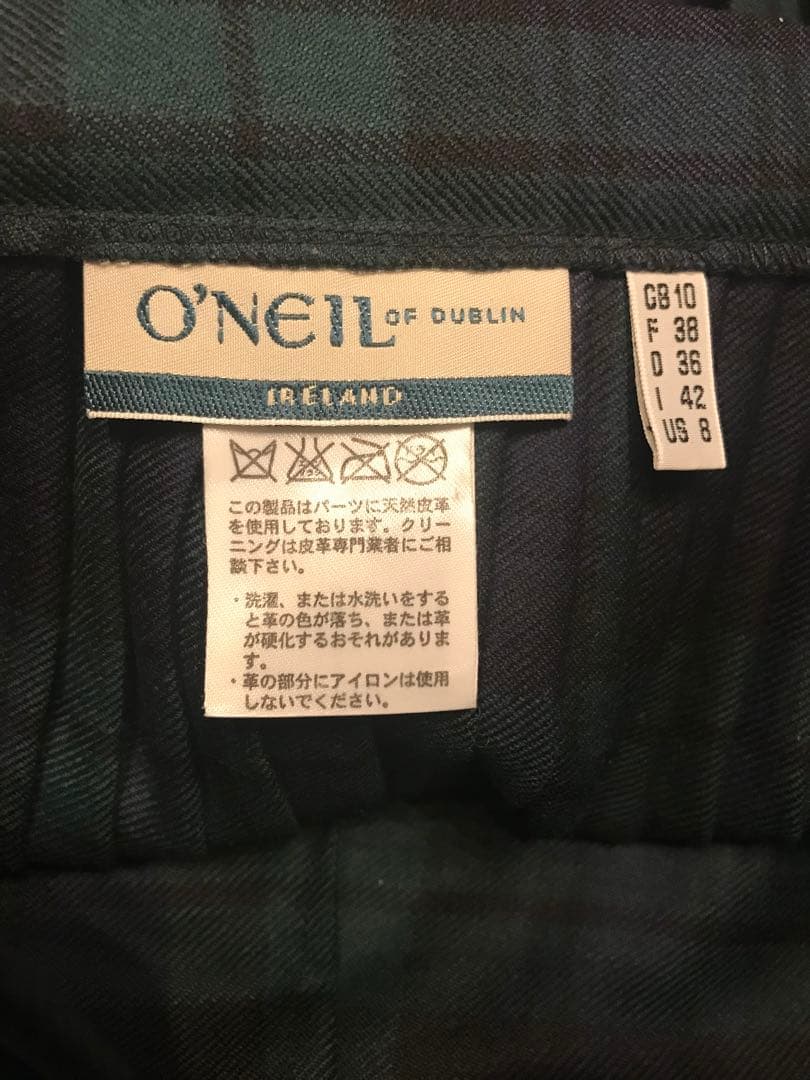 O'NEIL OF DUBLIN
IRELAND
GB 10
F 38
D 36
I 42
US 8
この製品はパーツに天然皮革
を使用しております。クリー
ニングは皮革専門業者にご相
談下さい。
・洗濯、または水洗いをする
と革の色が落ち、または革
が硬化するおそれがありま
す。
・革の部分にアイロンは使用
しないでください。